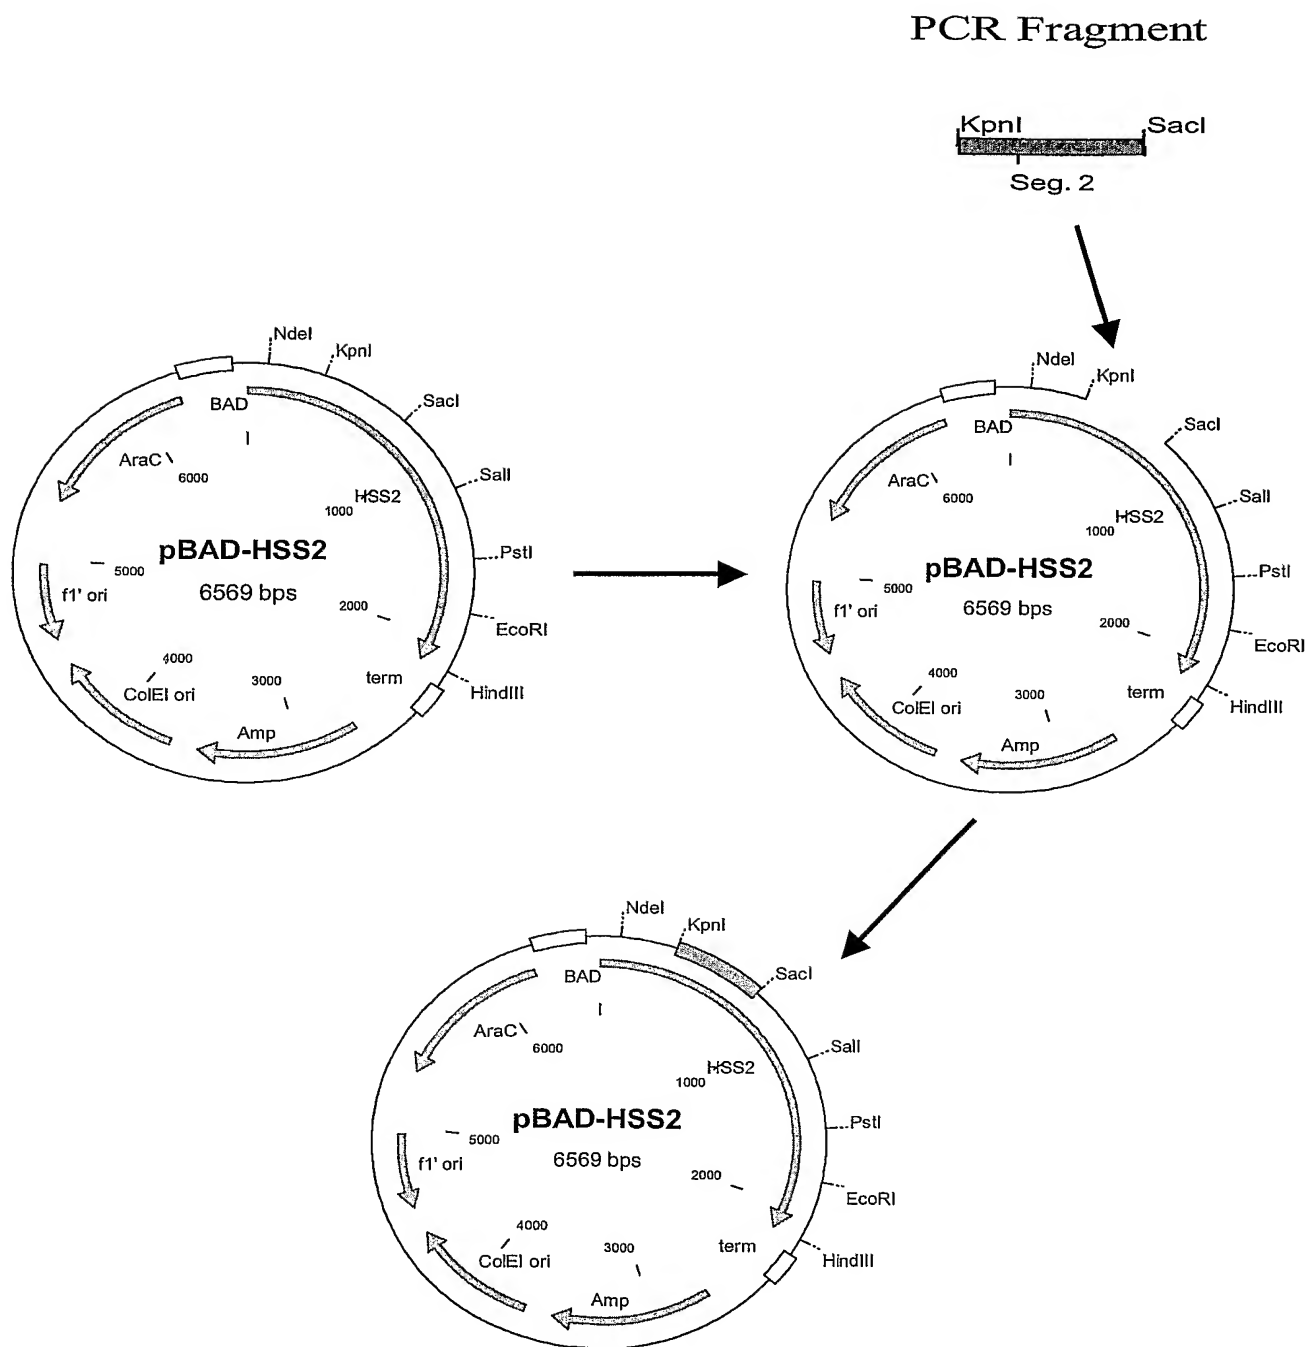 PCR Fragment
KpnI
SacI
Seg. 2
NdeI
KpnI
SacI
SalI
PstI
EcoRI
HindIII
BAD
AraC
6000
HSS2
1000
pBAD-HSS2
6569 bps
5000
f1' ori
2000
4000
ColEI ori
3000
term
Amp
NdeI
KpnI
SacI
SalI
PstI
EcoRI
HindIII
BAD
AraC
6000
HSS2
1000
pBAD-HSS2
6569 bps
5000
f1' ori
2000
4000
ColEI ori
3000
term
Amp
NdeI
KpnI
SacI
SalI
PstI
EcoRI
HindIII
BAD
AraC
6000
HSS2
1000
pBAD-HSS2
6569 bps
5000
f1' ori
2000
4000
ColEI ori
3000
term
Amp